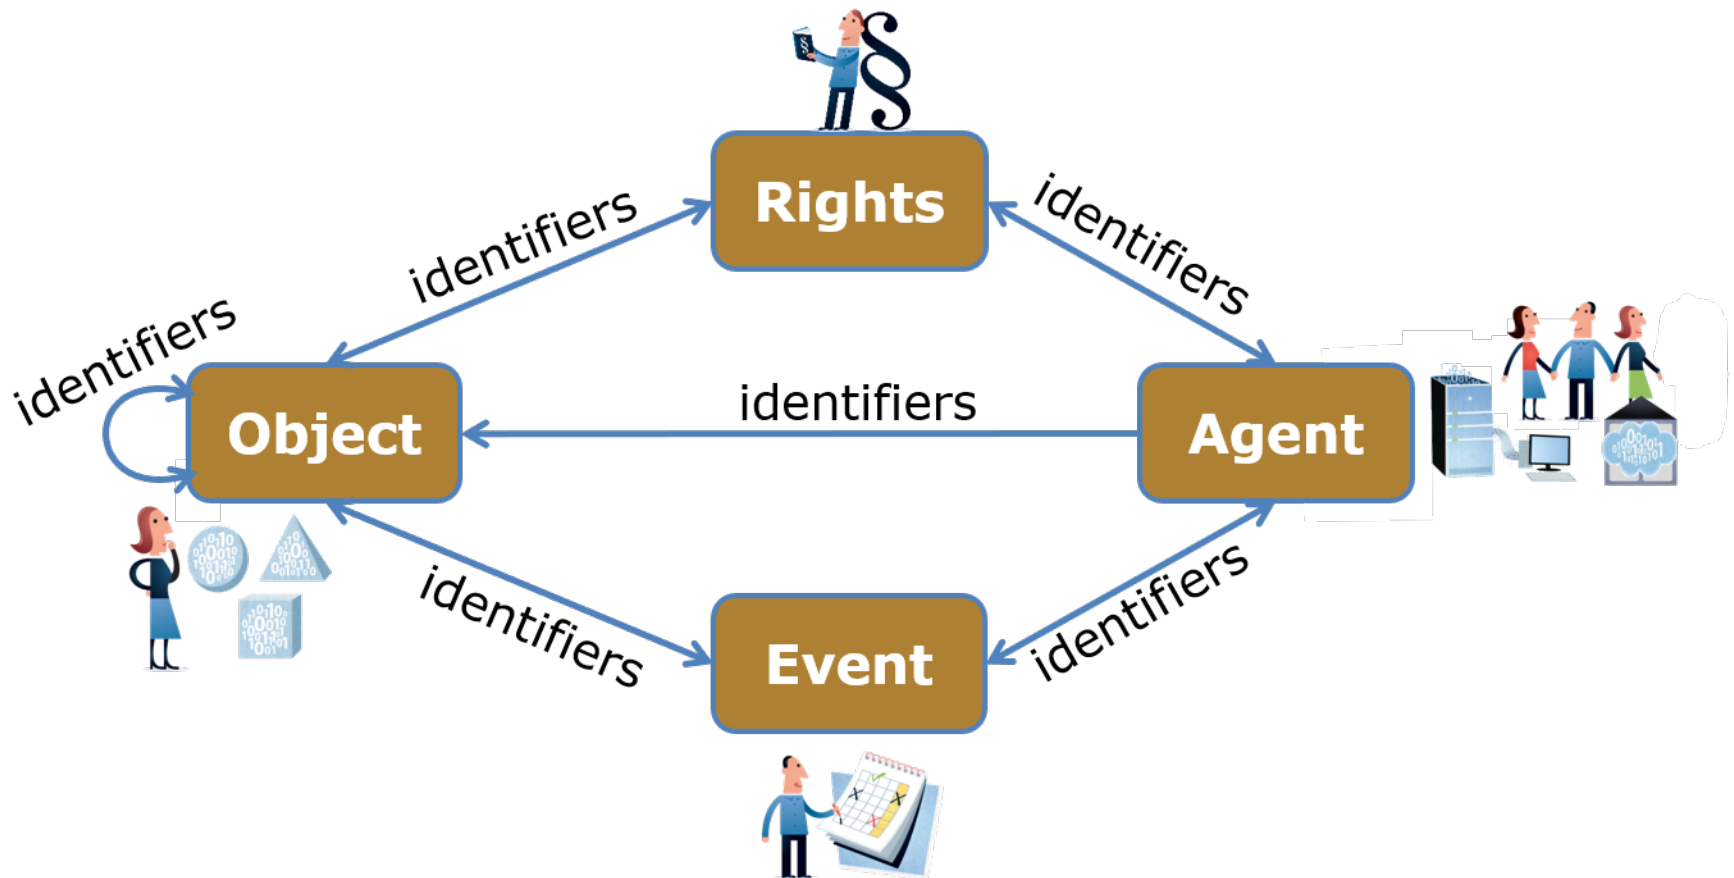 §
§
Rights
identifiers
identifiers
identifiers
Object
identifiers
Agent
identifiers
identifiers
Event